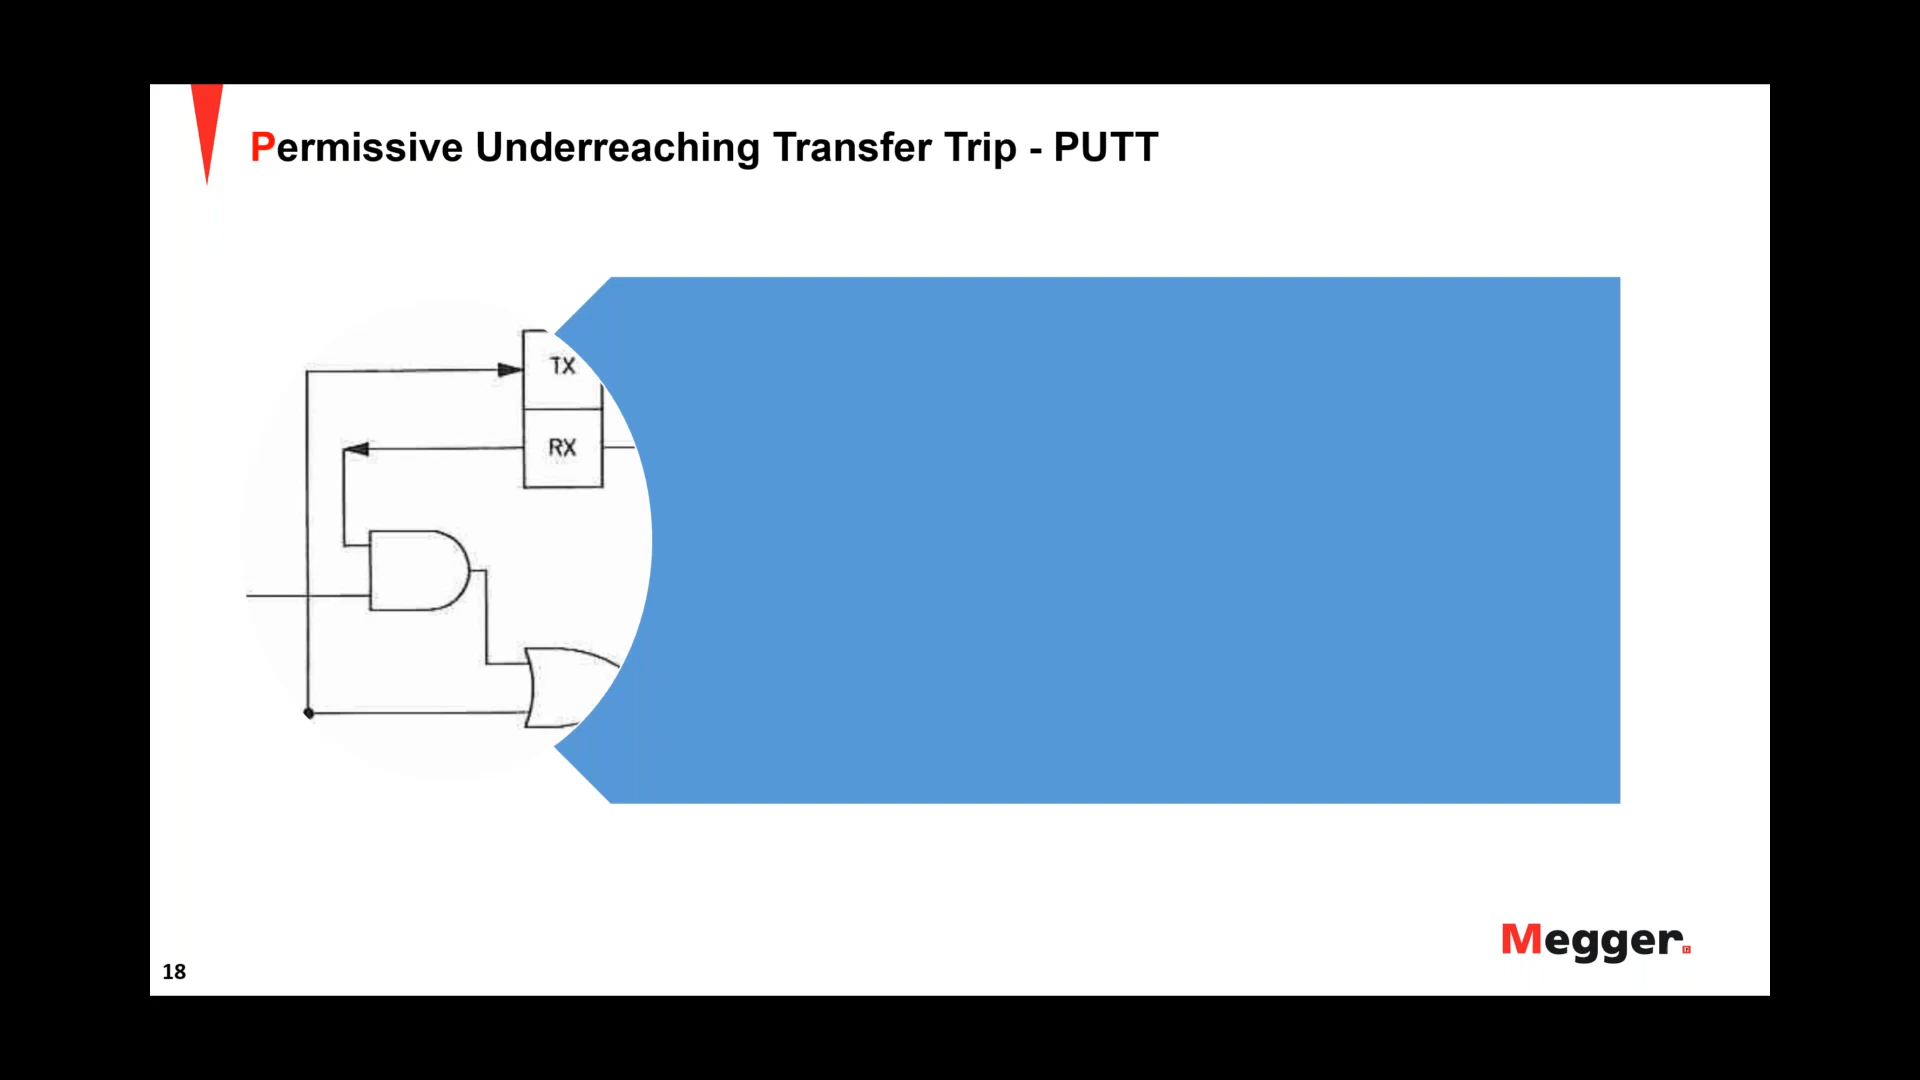 Permissive Underreaching Transfer Trip - PUTT
TX
RX
Megger.
18